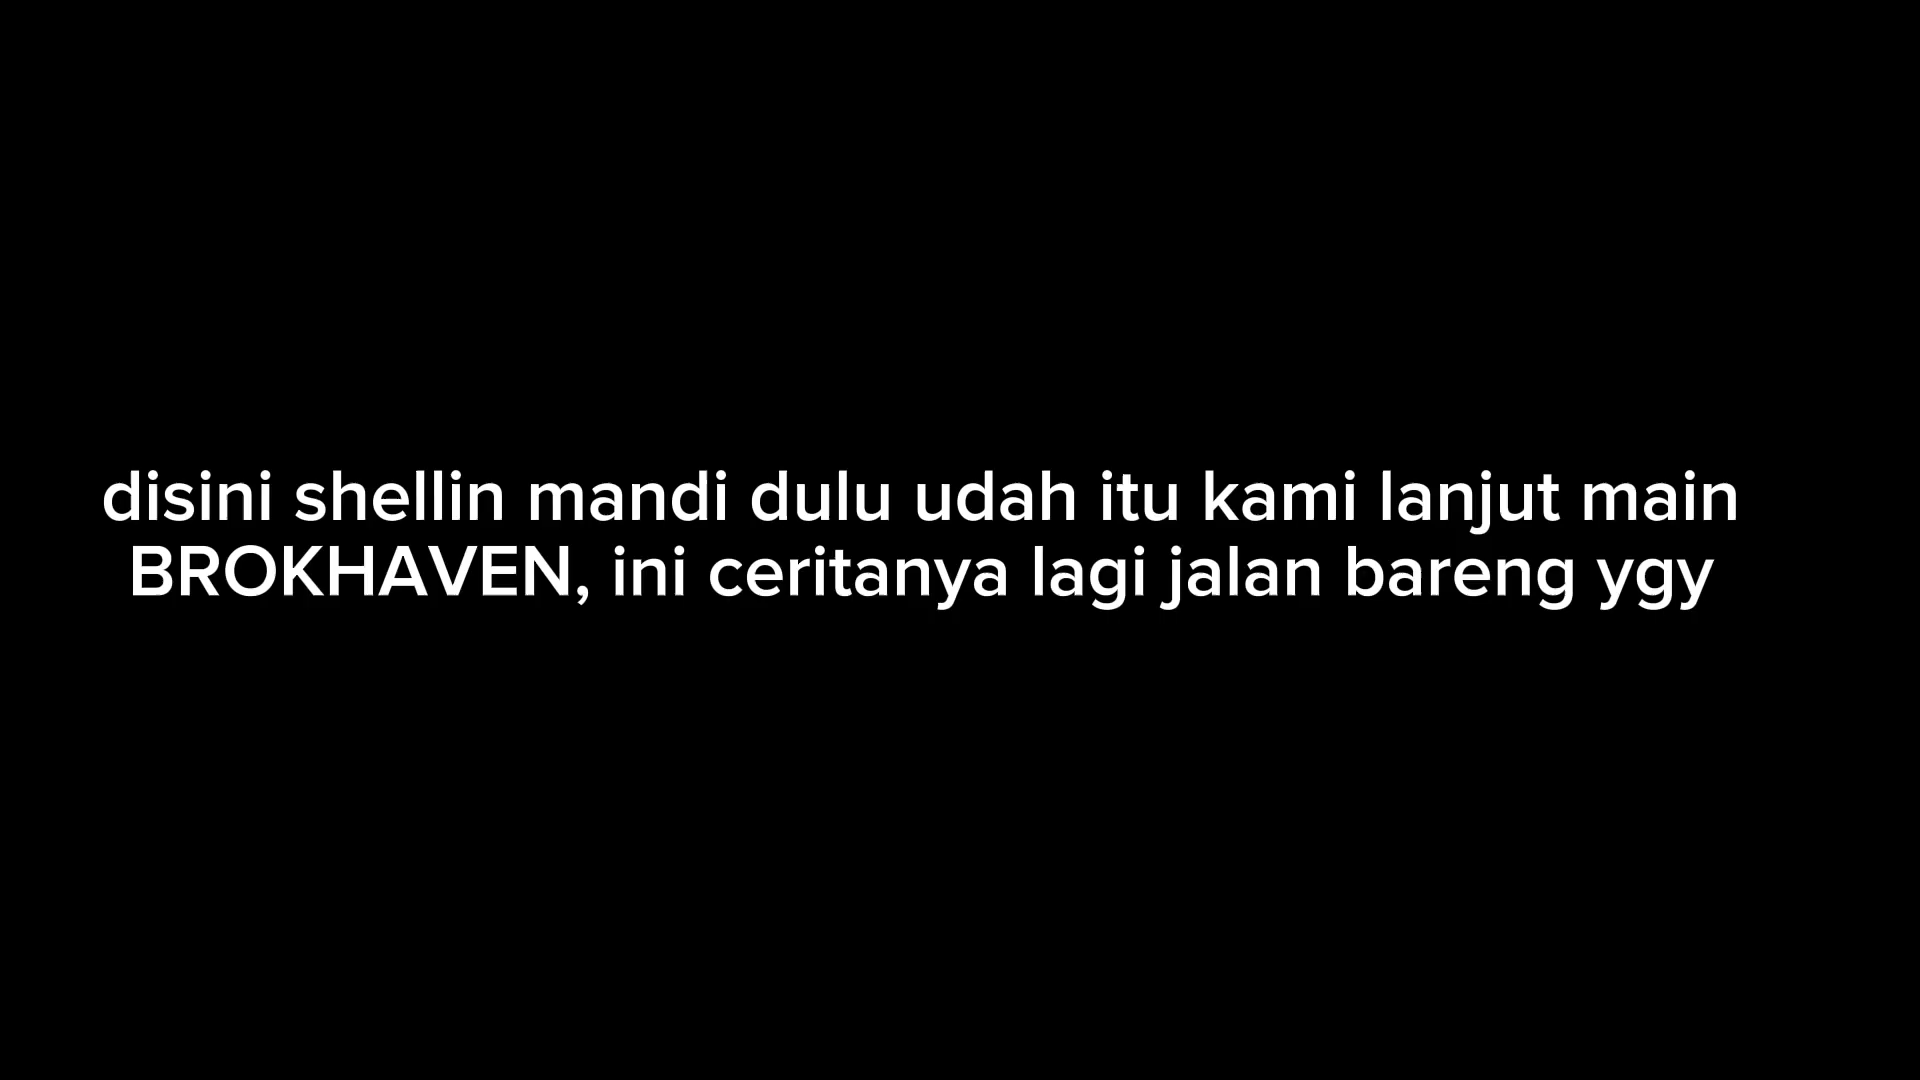 disini shellin mandi dulu udah itu kami lanjut main
BROKHAVEN, ini ceritanya lagi jalan bareng ygy